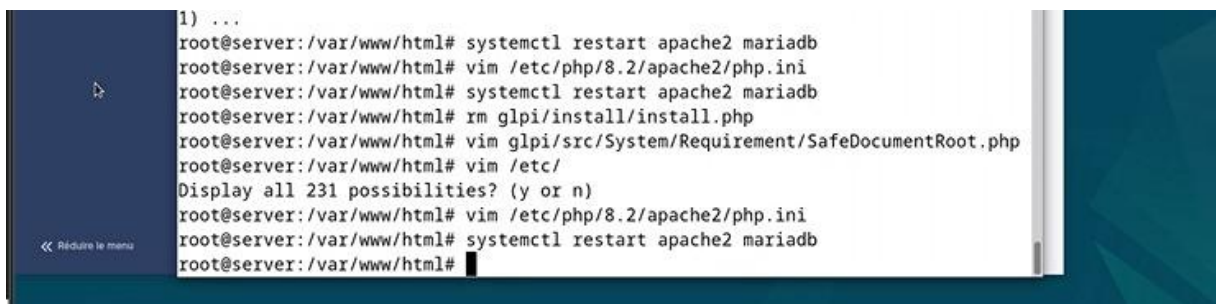 1) ...
root@server:/var/www/html# systemctl restart apache2 mariadb
root@server:/var/www/html# vim /etc/php/8.2/apache2/php.ini
root@server:/var/www/html# systemctl restart apache2 mariadb
root@server:/var/www/html# rm glpi/install/install.php
root@server:/var/www/html# vim glpi/src/System/Requirement/SafeDocumentRoot.php
root@server:/var/www/html# vim /etc/
Display all 231 possibilities? (y or n)
root@server:/var/www/html# vim /etc/php/8.2/apache2/php.ini
root@server:/var/www/html# systemctl restart apache2 mariadb
root@server:/var/www/html#
« Réduire le menu